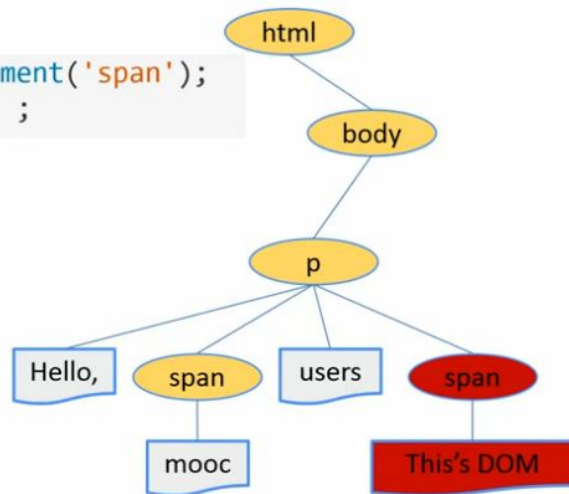 html
ment('span');
;
body
p
Hello,
span
users
span
mooc
This's DOM